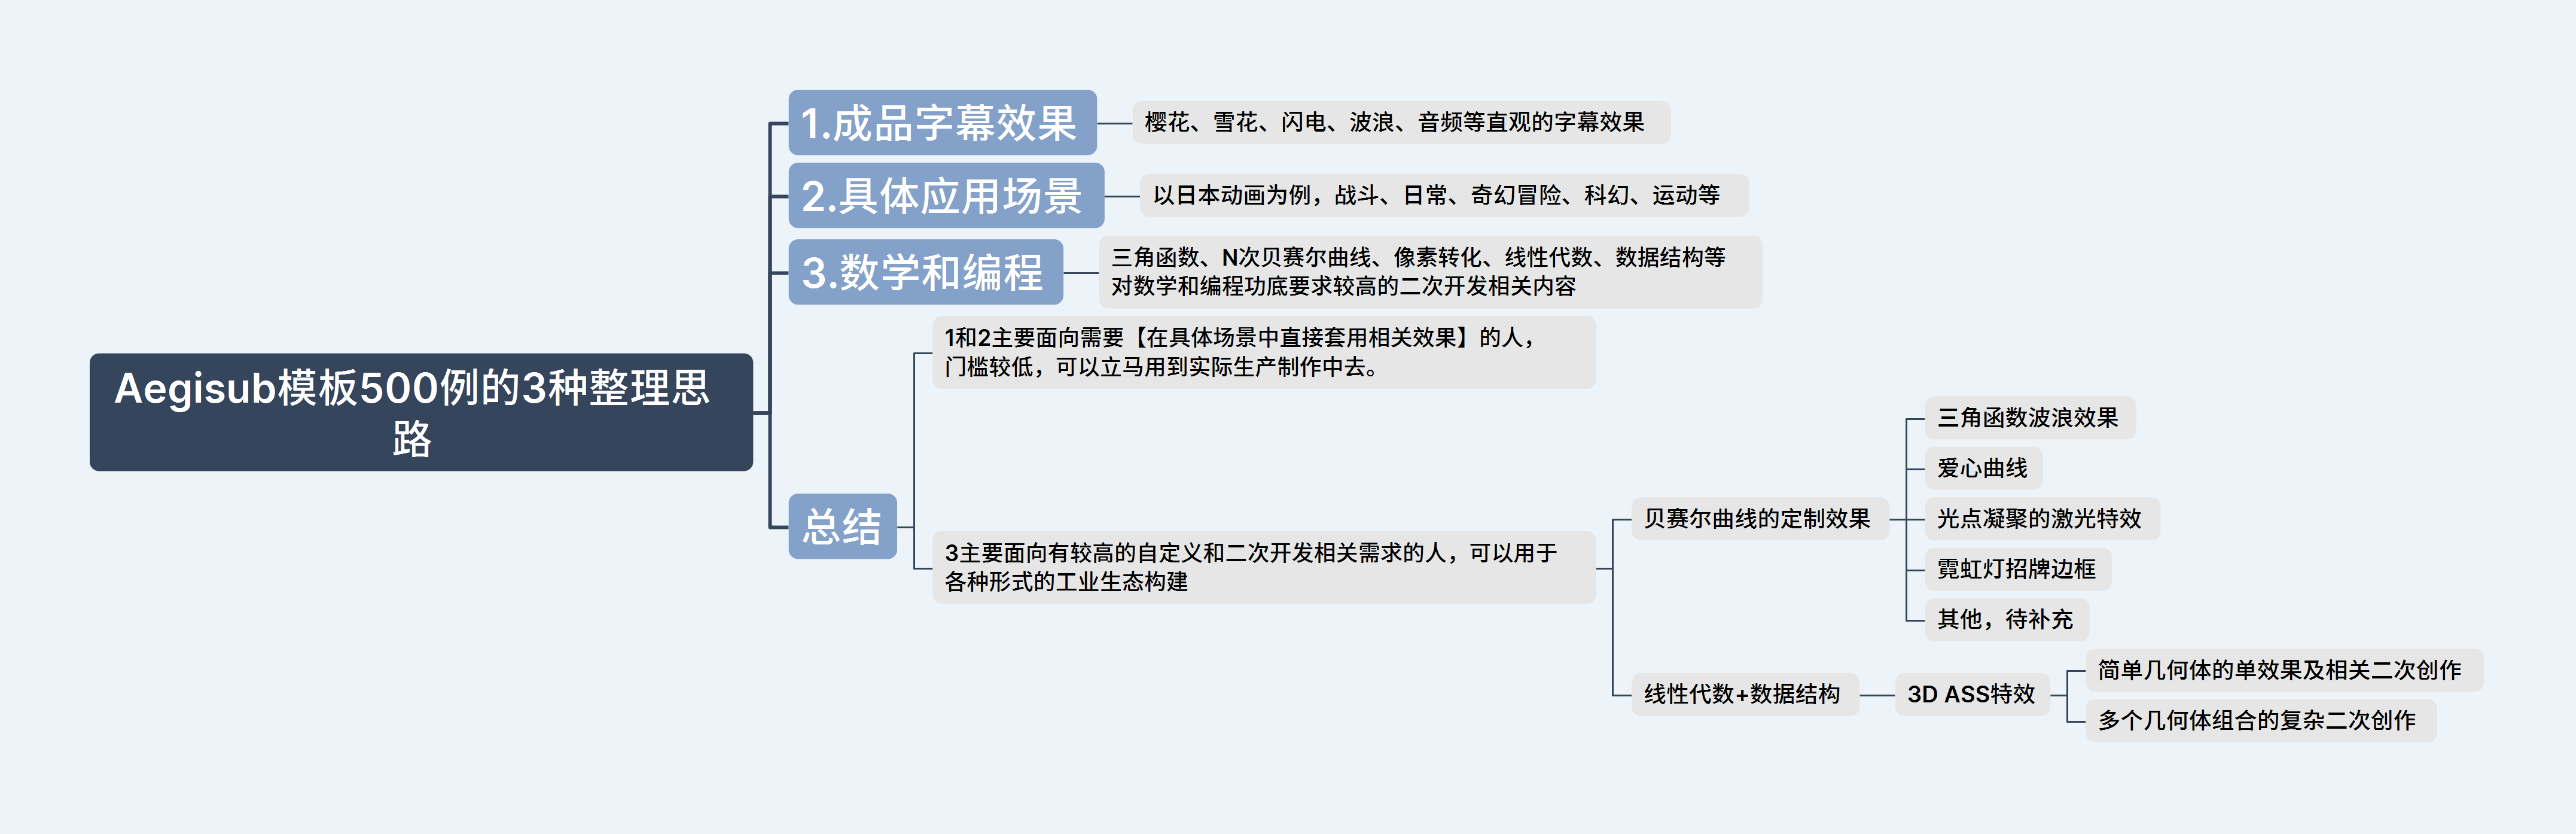 Aegisub模板500例的3种整理思
路
1.成品字幕效果
樱花、雪花、闪电、波浪、音频等直观的字幕效果
2.具体应用场景
以日本动画为例，战斗、日常、奇幻冒险、科幻、运动等
3.数学和编程
三角函数、N次贝赛尔曲线、像素转化、线性代数、数据结构等
对数学和编程功底要求较高的二次开发相关内容
总结
1和2主要面向需要【在具体场景中直接套用相关效果】的人，
门槛较低，可以立马用到实际生产制作中去。
3主要面向有较高的自定义和二次开发相关需求的人，可以用于
各种形式的工业生态构建
贝赛尔曲线的定制效果
三角函数波浪效果
爱心曲线
光点凝聚的激光特效
霓虹灯招牌边框
其他，待补充
线性代数+数据结构
3D ASS特效
简单几何体的单效果及相关二次创作
多个几何体组合的复杂二次创作